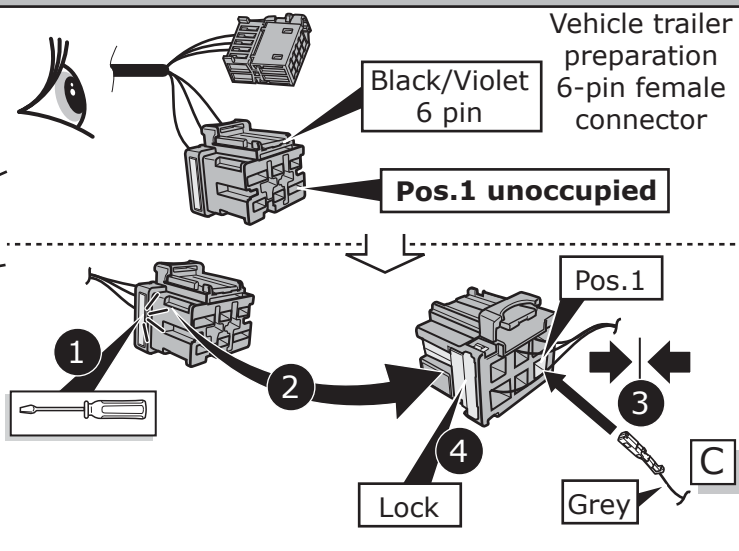 Vehicle trailer
preparation
6-pin female
connector
Black/Violet
6 pin
Pos.1 unoccupied
Pos.1
1
2
3
4
C
Lock
Grey